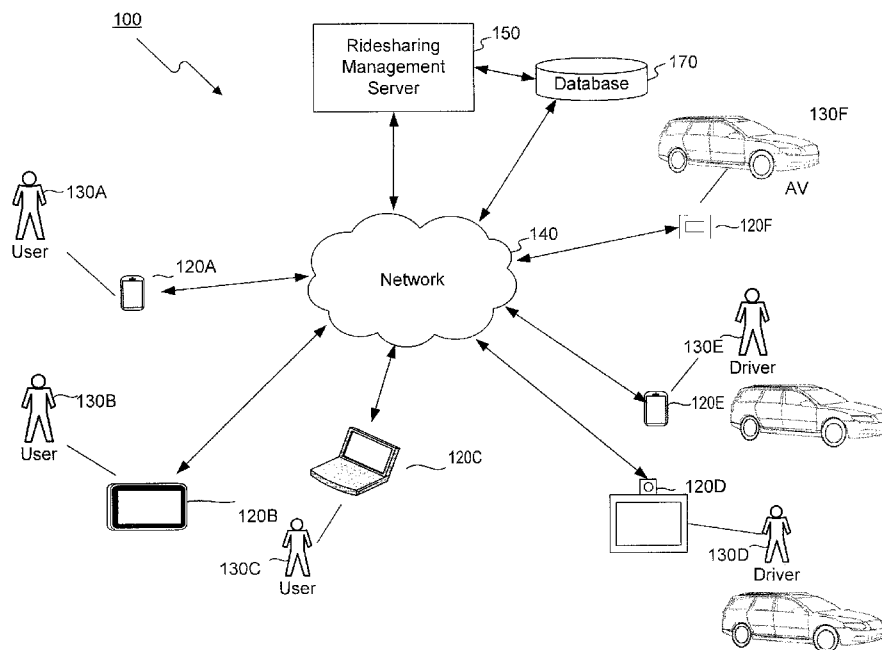 100
150
Ridesharing
Management
Server
170
Database
130F
AV
120F
130A
User
120A
140
Network
130E
Driver
120E
130B
User
120B
120C
130C
User
120D
130D
Driver